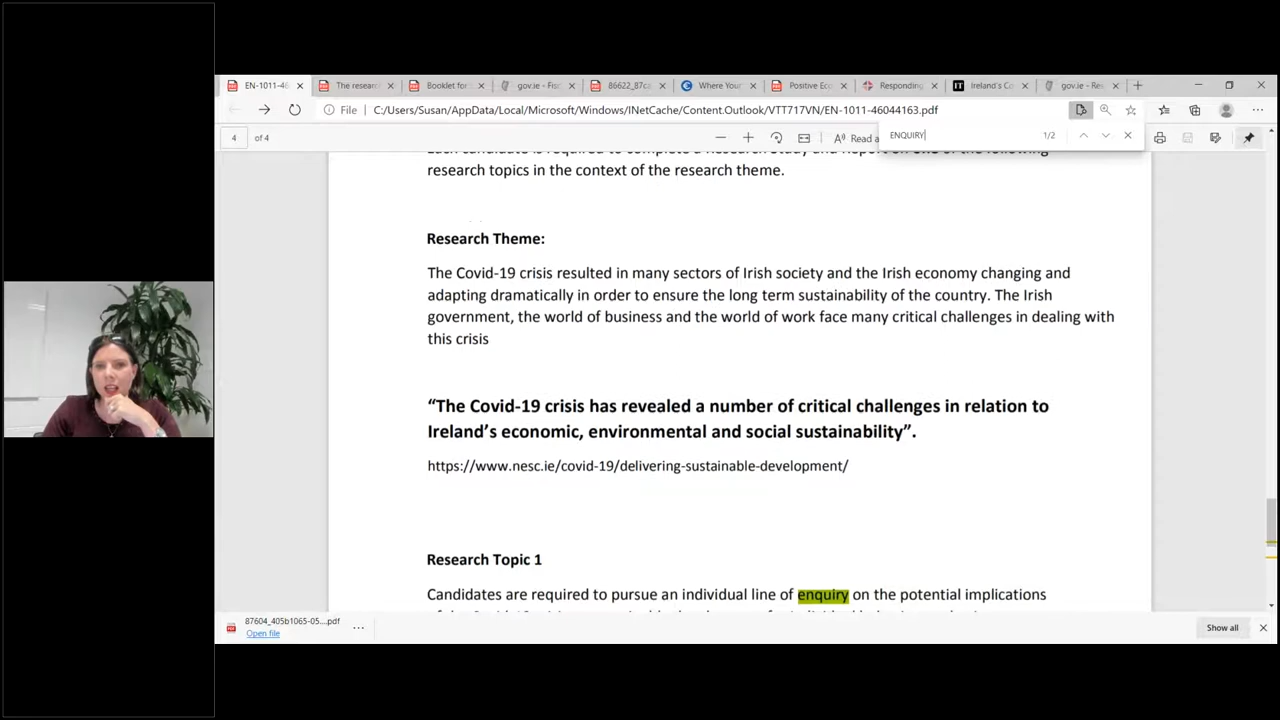 EN-1011-46
The researc
Booklet for
gov.ie - Fis
86622_87c
Where Your
Positive Eco
Responding
Ireland's Co
gov.ie - Re
File C:/Users/Susan/AppData/Local/Microsoft/Windows/INetCache/Content.Outlook/VTT717VN/EN-1011-46044163.pdf
4 of 4
Read a
ENQUIRY 1/2
research topics in the context of the research theme.
Research Theme:
The Covid-19 crisis resulted in many sectors of Irish society and the Irish economy changing and
adapting dramatically in order to ensure the long term sustainability of the country. The Irish
government, the world of business and the world of work face many critical challenges in dealing with
this crisis
“The Covid-19 crisis has revealed a number of critical challenges in relation to
Ireland’s economic, environmental and social sustainability”.
https://www.nesc.ie/covid-19/delivering-sustainable-development/
Research Topic 1
Candidates are required to pursue an individual line of enquiry on the potential implications
87604_405b1065-05....pdf
Open file
Show all